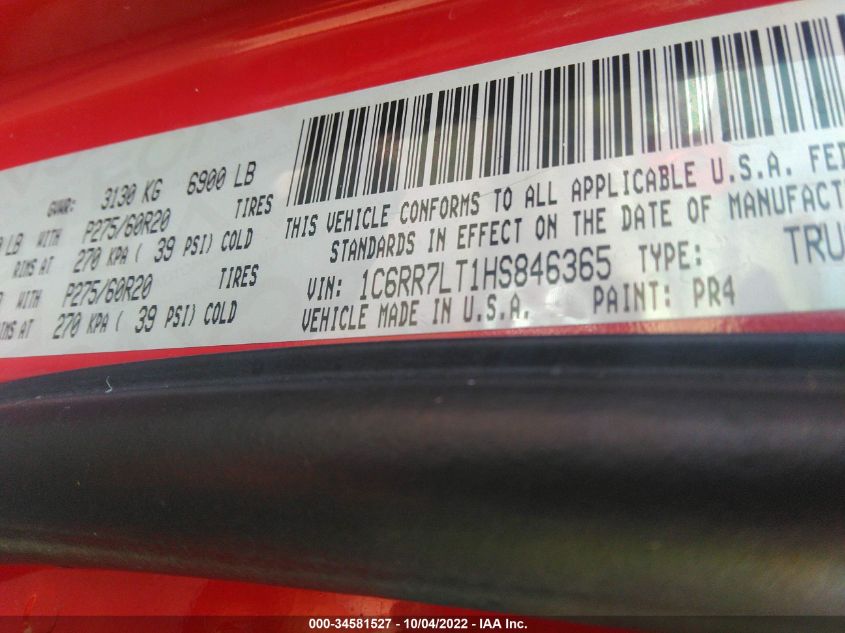 GWWR: 3130 KG 6900 LB
LB WITH P275/60R20 TIRES
RIMS AT 270 KPA ( 39 PSI) COLD
WITH P275/60R20 TIRES
RIMS AT 270 KPA ( 39 PSI) COLD
THIS VEHICLE CONFORMS TO ALL APPLICABLE U.S.A. FED
STANDARDS IN EFFECT ON THE DATE OF MANUFACT
VIN: 1C6RR7LT1HS846365 TYPE: TRU
VEHICLE MADE IN U.S.A. PAINT: PR4
000-34581527 - 10/04/2022 - IAA Inc.